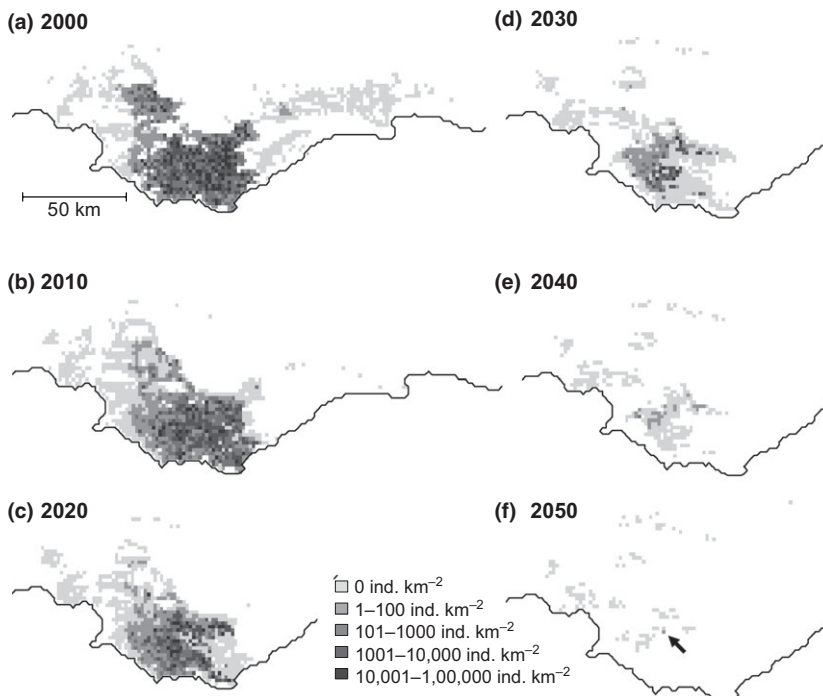 (a) 2000
50 km
(b) 2010
(c) 2020
0 ind. km⁻²
1–100 ind. km⁻²
101–1000 ind. km⁻²
1001–10,000 ind. km⁻²
10,001–1,00,000 ind. km⁻²
(d) 2030
(e) 2040
(f) 2050